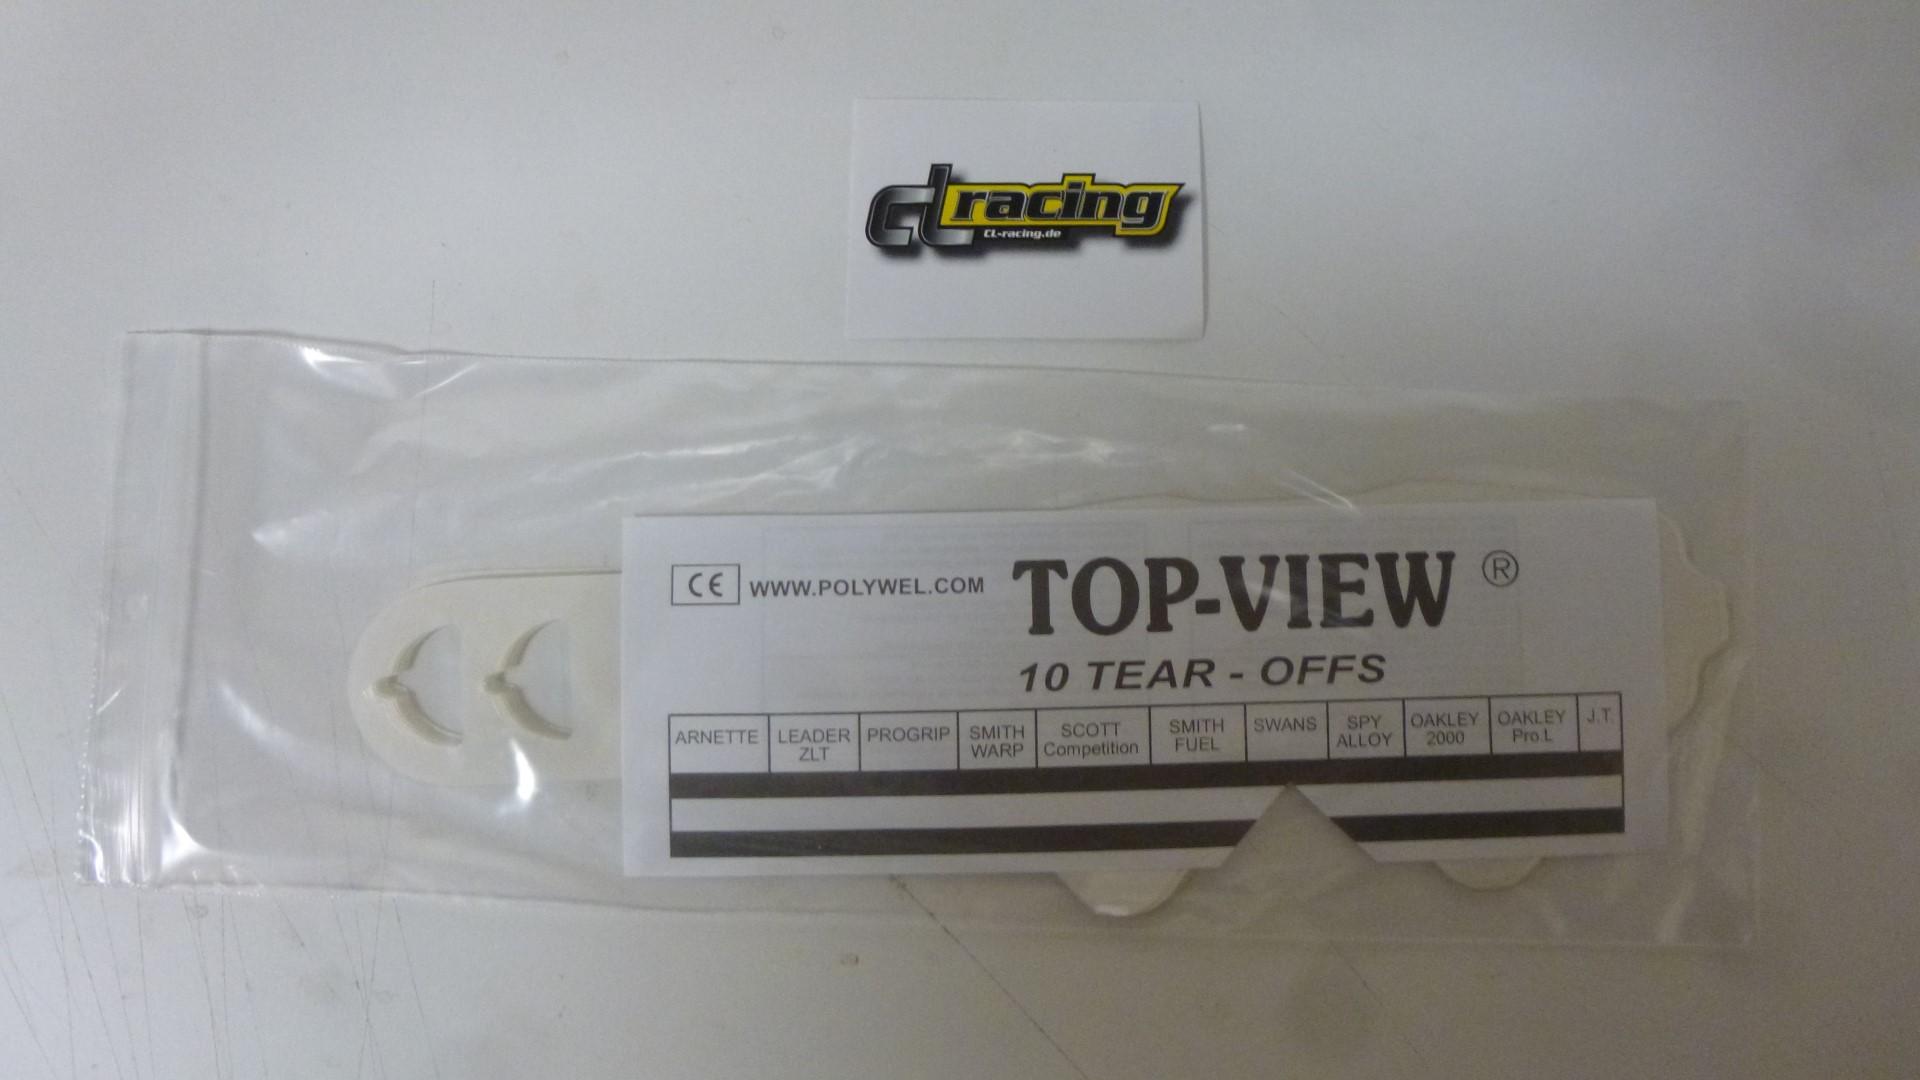 cl racing
CL-racing.de
CE WWW.POLYWEL.COM TOP-VIEW ®
10 TEAR - OFFS
ARNETTE LEADER ZLT PROGRIP SMITH WARP SCOTT Competition SMITH FUEL SWANS SPY ALLOY OAKLEY 2000 OAKLEY Pro.L J.T.